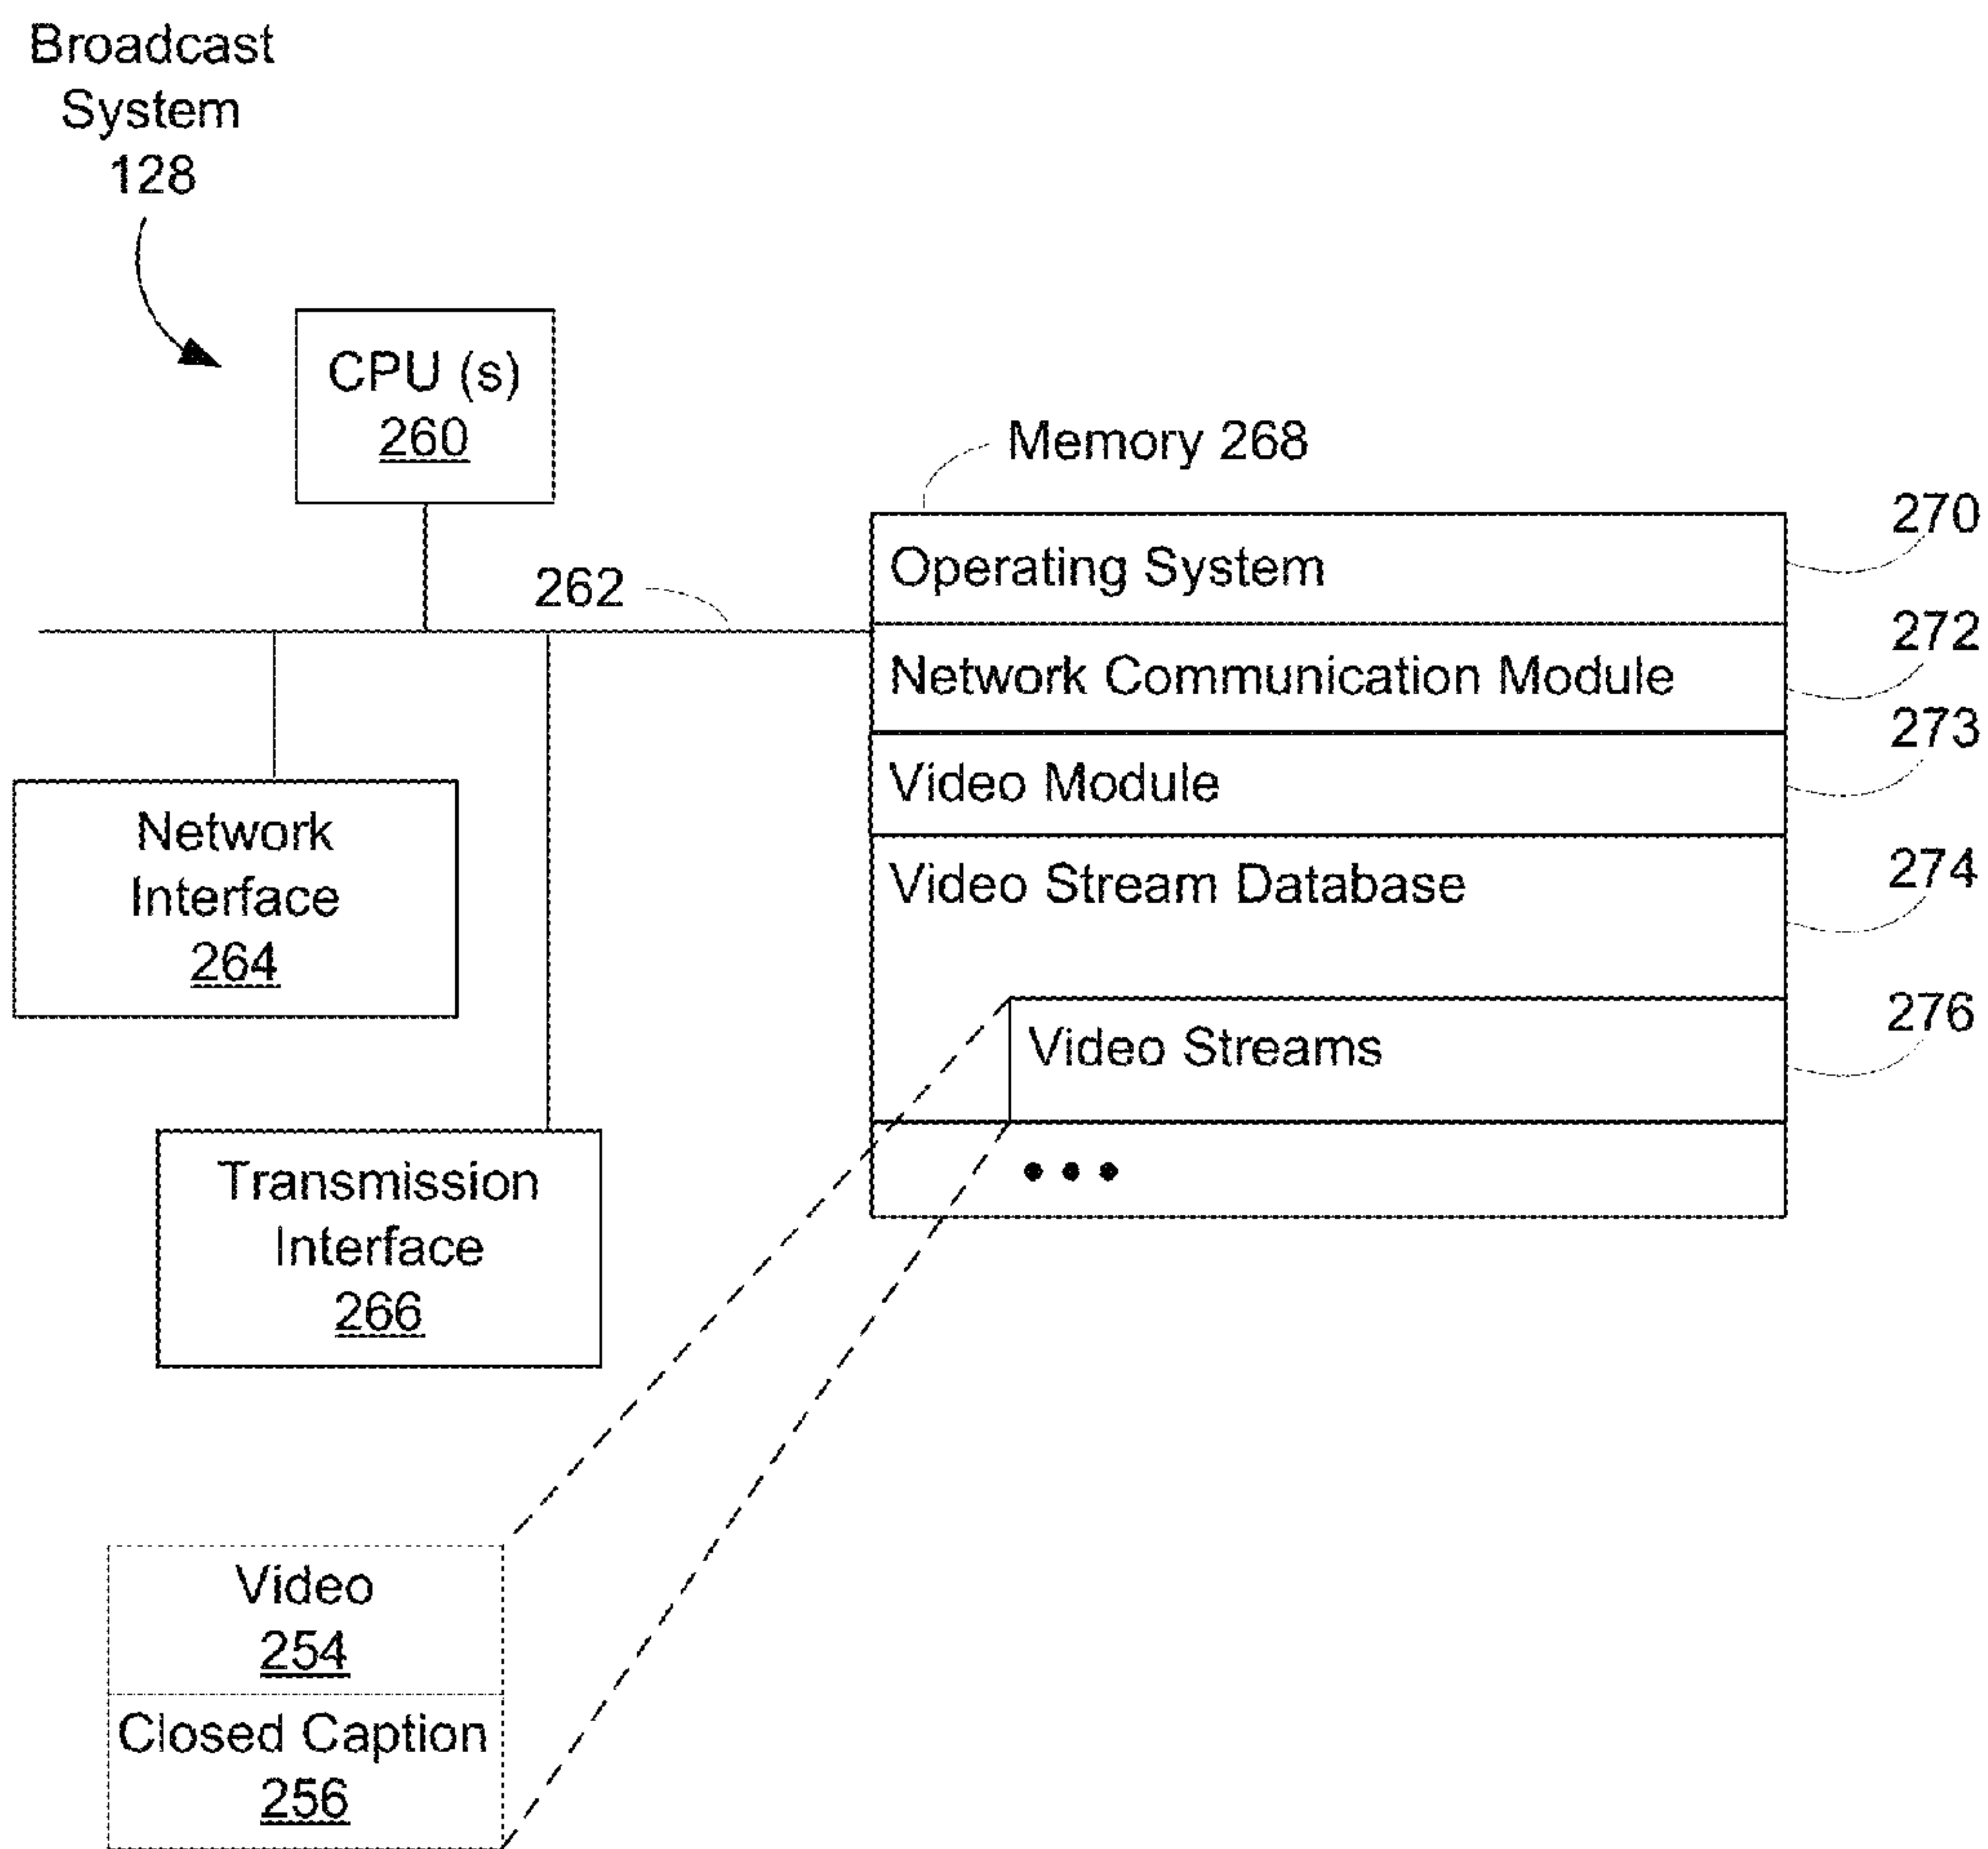 Broadcast
System
128
CPU (s)
260
Memory 268
262
Operating System
270
Network Communication Module
272
Video Module
273
Video Stream Database
274
Video Streams
276
Network
Interface
264
Transmission
Interface
266
Video
254
Closed Caption
256